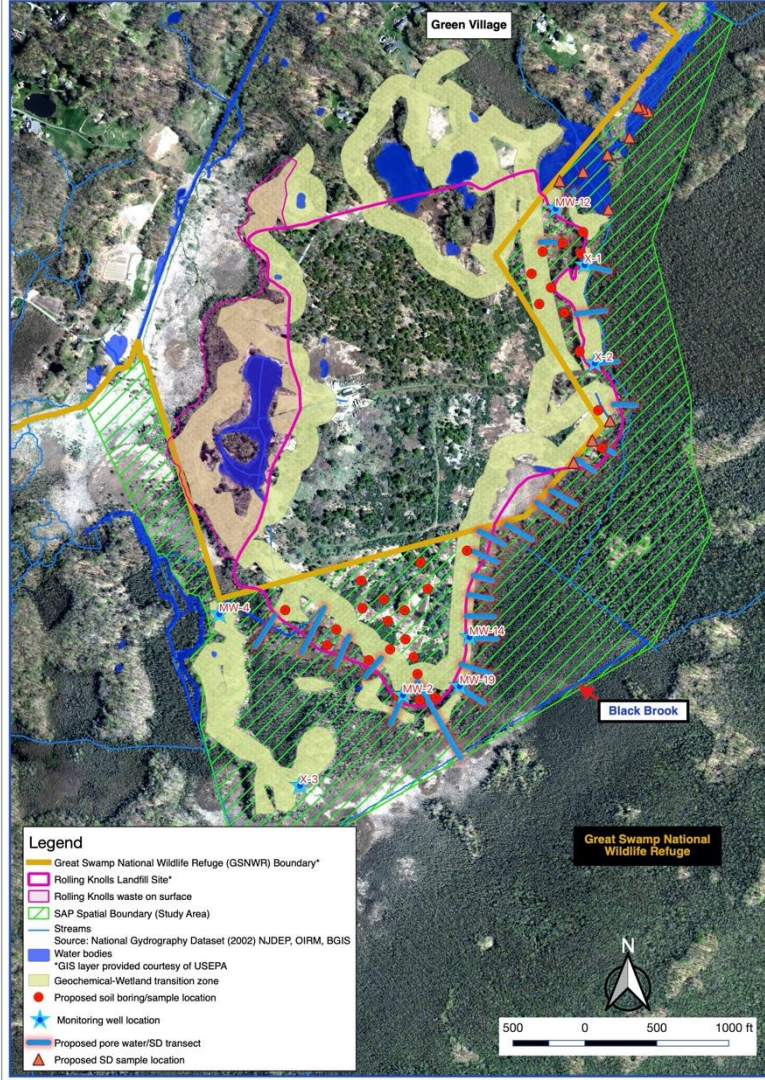 Green Village
MW-12
X-1
X-2
MW-4
MW-14
MW-19
MW-2
X-3
Black Brook
Great Swamp National
Wildlife Refuge
Legend
Great Swamp National Wildlife Refuge (GSNWR) Boundary*
Rolling Knolls Landfill Site*
Rolling Knolls waste on surface
SAP Spatial Boundary (Study Area)
Streams
Source: National Gydrography Dataset (2002) NJDEP, OIRM, BGIS
Water bodies
*GIS layer provided courtesy of USEPA
Geochemical-Wetland transition zone
Proposed soil boring/sample location
Monitoring well location
Proposed pore water/SD transect
Proposed SD sample location
N
500 0 500 1000 ft